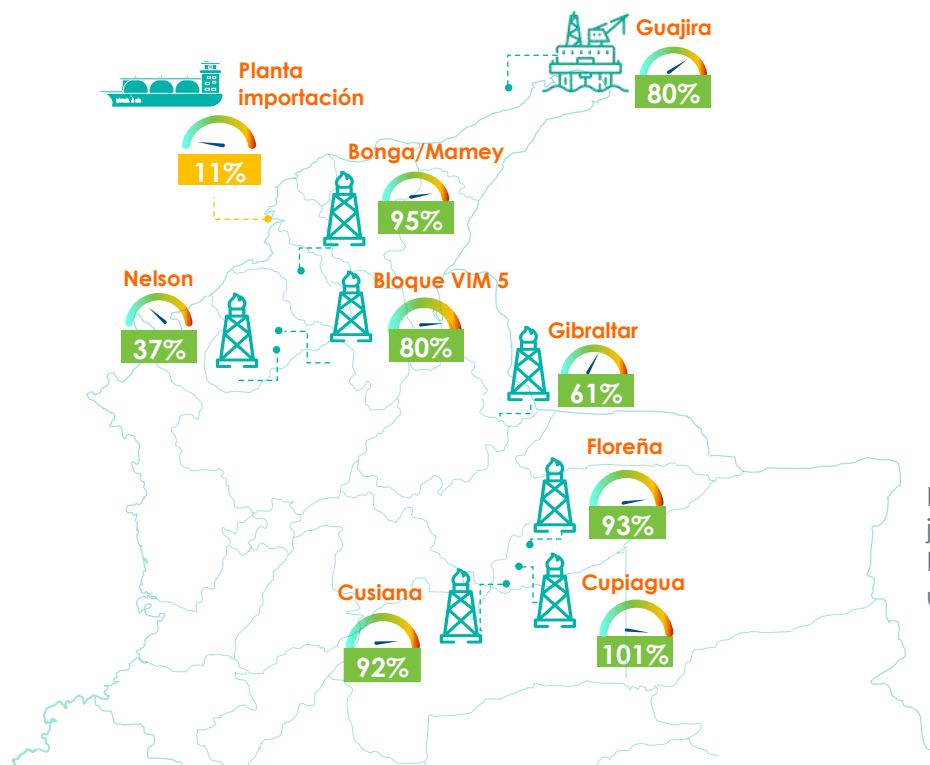 Guajira
80%
Planta
importación
11%
Bonga/Mamey
95%
Nelson
37%
Bloque VIM 5
80%
Gibraltar
61%
Floreña
93%
Cusiana
92%
Cupiagua
101%